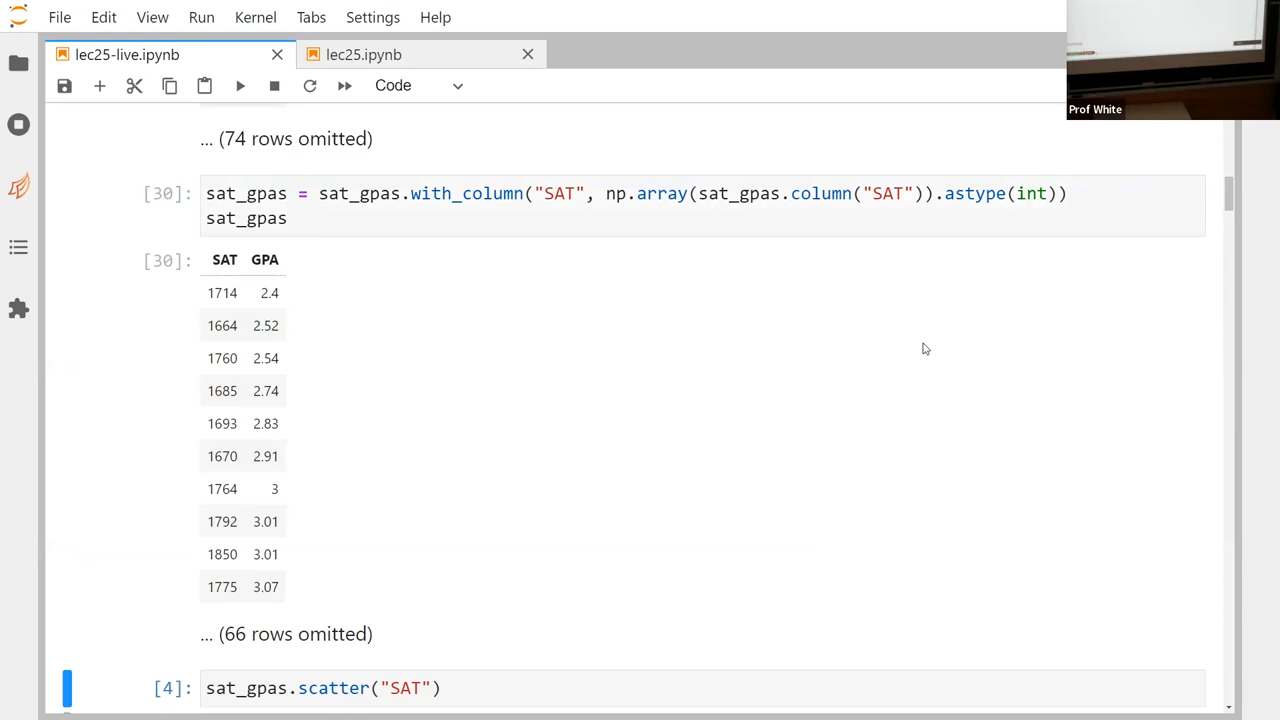 File Edit View Run Kernel Tabs Settings Help
lec25-live.ipynb lec25.ipynb
Code
Prof White
... (74 rows omitted)
[30]: sat_gpas = sat_gpas.with_column("SAT", np.array(sat_gpas.column("SAT")).astype(int))
sat_gpas
[30]: SAT GPA
1714 2.4
1664 2.52
1760 2.54
1685 2.74
1693 2.83
1670 2.91
1764 3
1792 3.01
1850 3.01
1775 3.07
... (66 rows omitted)
[4]: sat_gpas.scatter("SAT")